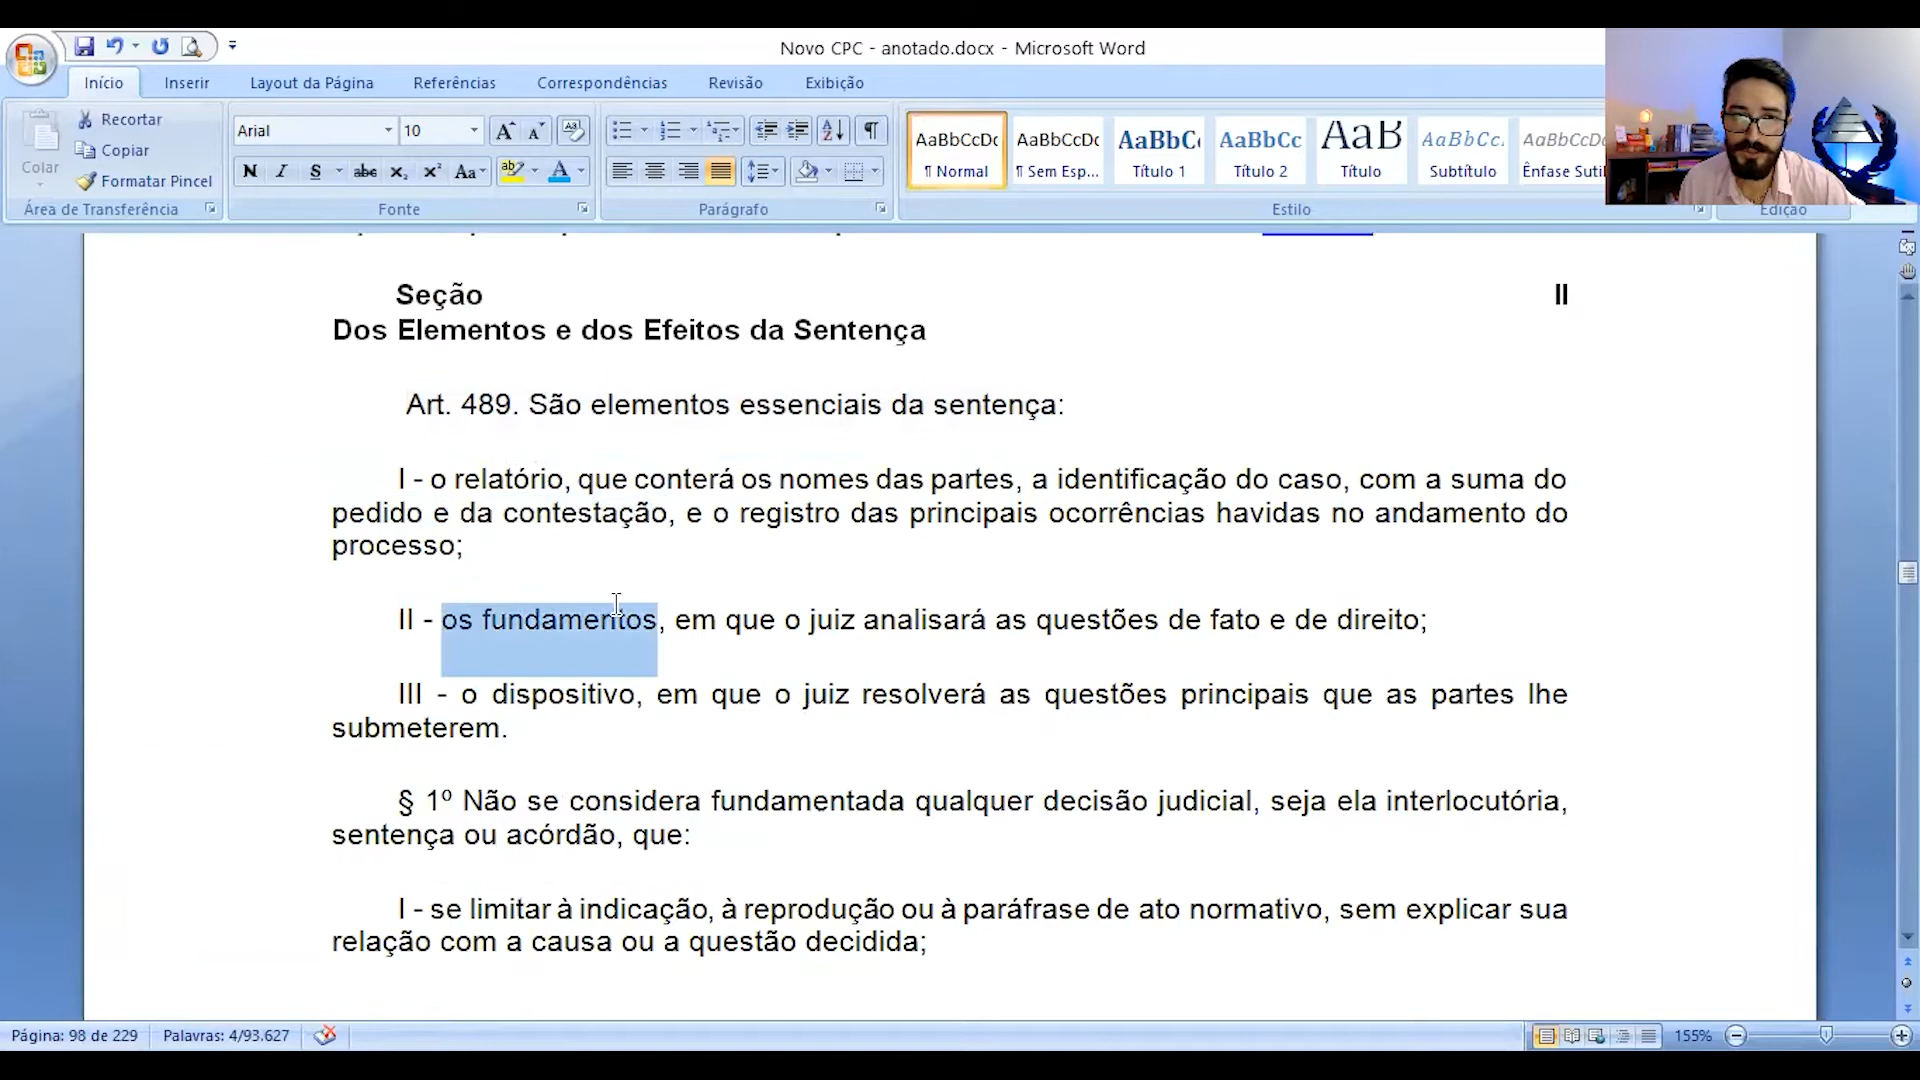 Novo CPC - anotado.docx - Microsoft Word
Início Inserir Layout da Página Referências Correspondências Revisão Exibição
Colar
Recortar
Copiar
Formatar Pincel
Área de Transferência
Arial 10
N I S abc x₂ x² Aa
Fonte
Parágrafo
AaBbCcDc AaBbCcDc AaBbC AaBbCc AaB AaBbCc. AaBbCcDc
¶ Normal ¶ Sem Esp... Título 1 Título 2 Título Subtítulo Ênfase Sutil
Estilo
Edição
Seção II
Dos Elementos e dos Efeitos da Sentença
Art. 489. São elementos essenciais da sentença:
I - o relatório, que conterá os nomes das partes, a identificação do caso, com a suma do
pedido e da contestação, e o registro das principais ocorrências havidas no andamento do
processo;
II - os fundamentos, em que o juiz analisará as questões de fato e de direito;
III - o dispositivo, em que o juiz resolverá as questões principais que as partes lhe
submeterem.
§ 1º Não se considera fundamentada qualquer decisão judicial, seja ela interlocutória,
sentença ou acórdão, que:
I - se limitar à indicação, à reprodução ou à paráfrase de ato normativo, sem explicar sua
relação com a causa ou a questão decidida;
Página: 98 de 229 Palavras: 4/93.627 155%